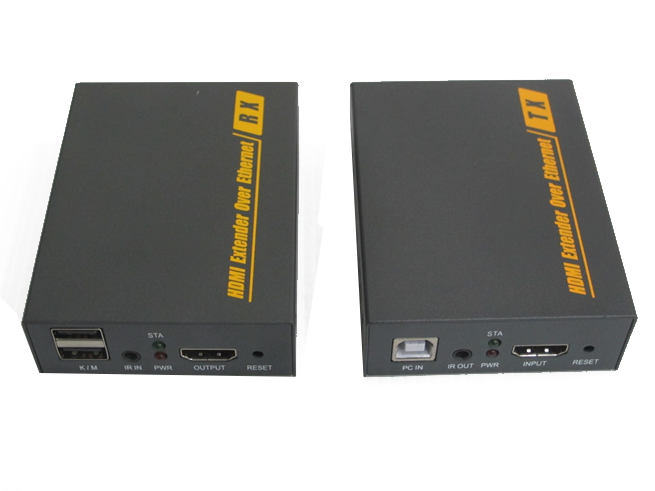 HDMI Extender Over Ethernet RX
STA
K / M IR IN PWR OUTPUT RESET
HDMI Extender Over Ethernet TX
STA
PC IN IR OUT PWR INPUT RESET